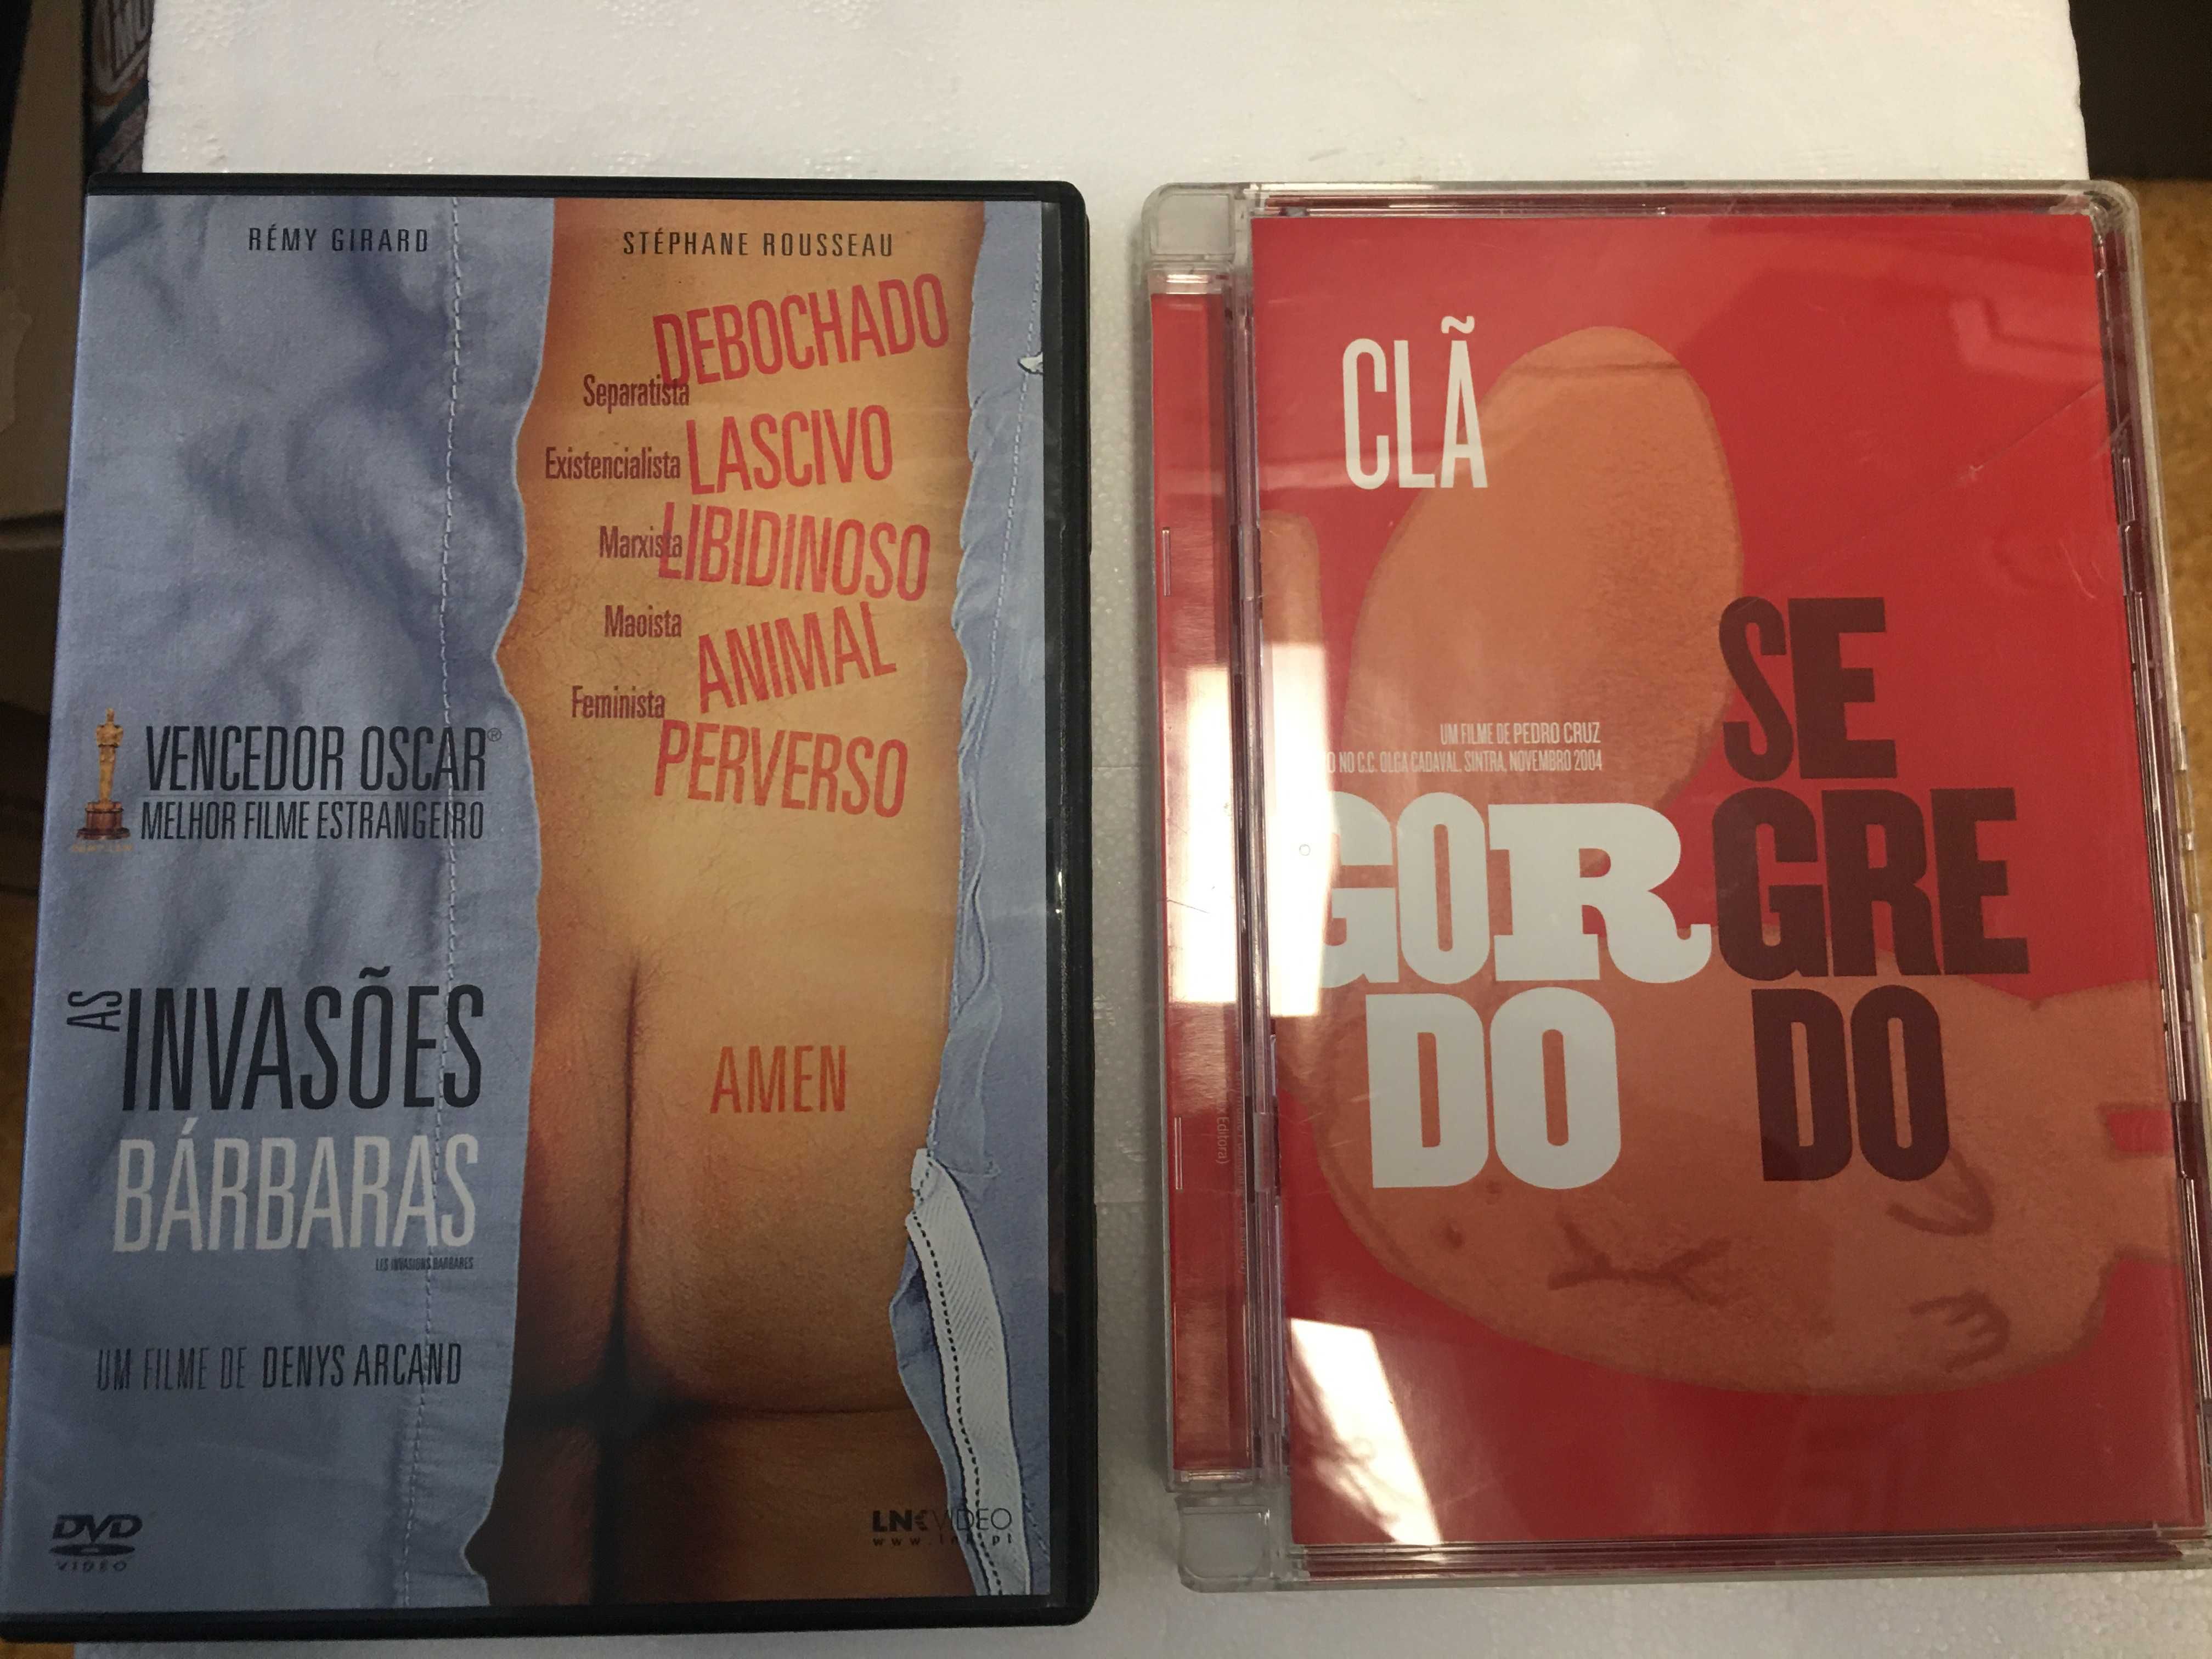 RÉMY GIRARD
STÉPHANE ROUSSEAU
DEBOCHADO
Separatista
LASCIVO
Existencialista
LIBIDINOSO
Marxista
Maoista
ANIMAL
Feminista
PERVERSO
VENCEDOR OSCAR®
MELHOR FILME ESTRANGEIRO
AMEN
AS
INVASÕES
BÁRBARAS
LES INVASIONS BARBARES
UM FILME DE DENYS ARCAND
DVD
VIDEO
LNK VIDEO
CLÃ
UM FILME DE PEDRO CRUZ
NO C.C. OLGA CADAVAL, SINTRA, NOVEMBRO 2004
GOR
DO
SE
GRE
DO
Editora)